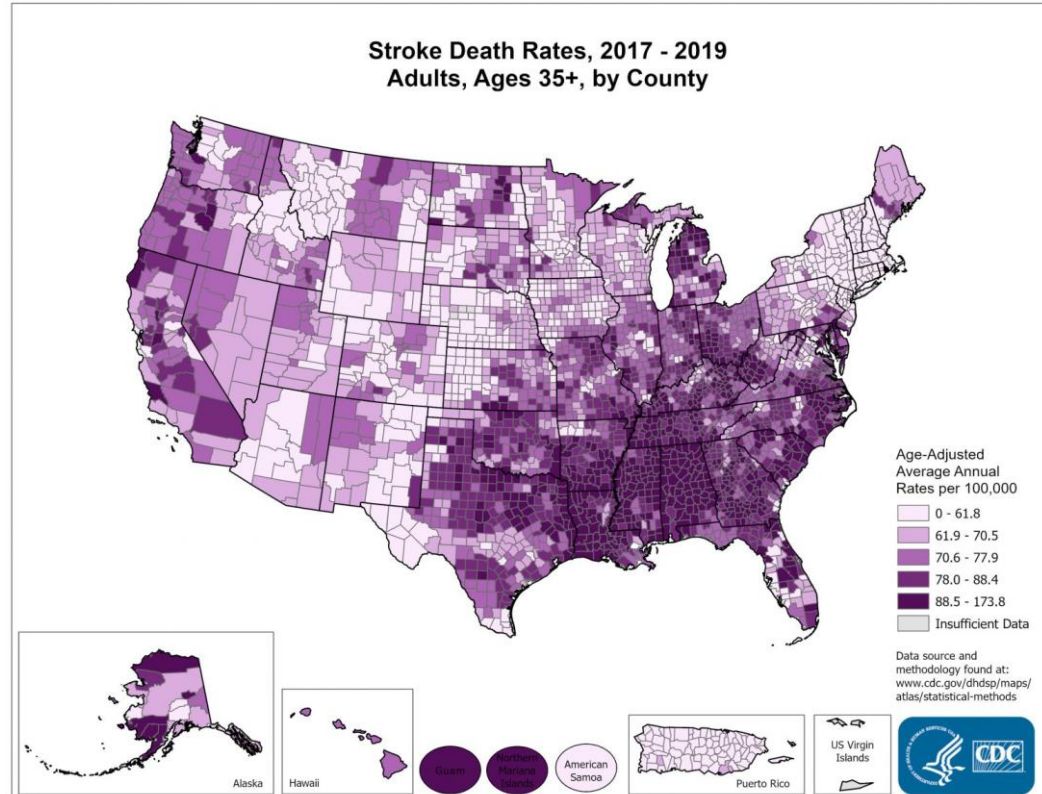 Stroke Death Rates, 2017 - 2019
Adults, Ages 35+, by County
Age-Adjusted
Average Annual
Rates per 100,000
0 - 61.8
61.9 - 70.5
70.6 - 77.9
78.0 - 88.4
88.5 - 173.8
Insufficient Data
Data source and
methodology found at:
www.cdc.gov/dhdsp/maps/
atlas/statistical-methods
Alaska
Hawaii
Guam
Northern
Mariana
Islands
American
Samoa
Puerto Rico
US Virgin
Islands
CDC